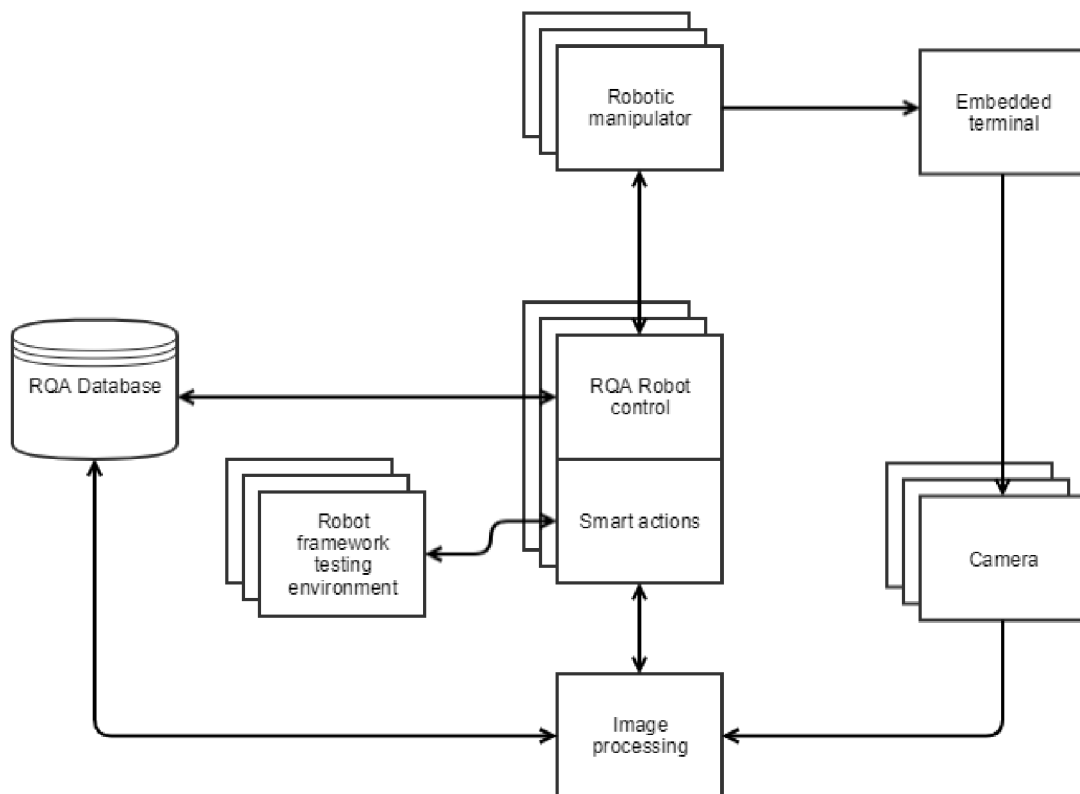 Robotic
manipulator
Embedded
terminal
RQA Database
RQA Robot
control
Robot
framework
testing
environment
Smart actions
Camera
Image
processing